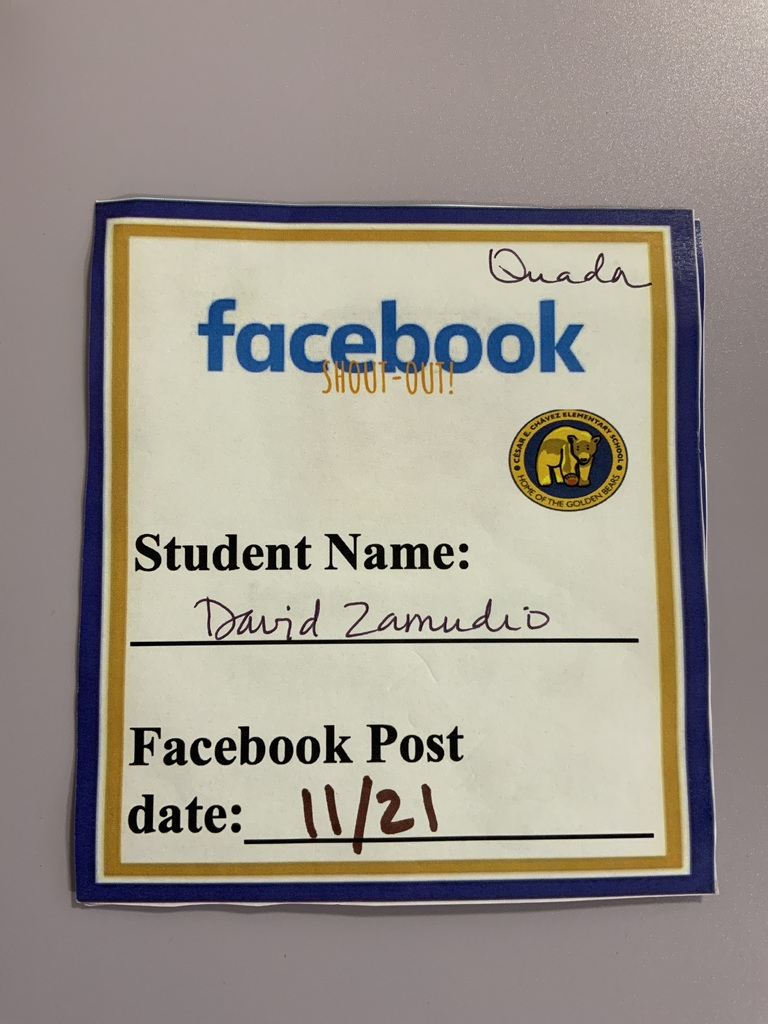 Quada
facebook
SHOUT-OUT!
CÉSAR E. CHÁVEZ ELEMENTARY SCHOOL
HOME OF THE GOLDEN BEARS
Student Name:
David Zamudio
Facebook Post
date: 11/21